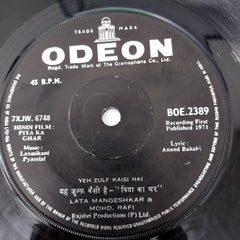 TRADE MARK
ODEON
Regd. Trade Mark of The Gramophone Co., Ltd.
45 R.P.M.
7XJW. 6748
HINDI FILM :
PIYA KA
GHAR
Music :
Laxmikant
Pyarelal
BOE.2389
Recording First
Published 1971
Lyric :
Anand Bakshi
YEH ZULF KAISI HAI
यह ज़ुल्फ़ कैसी है-"पिया का घर"
LATA MANGESHKAR &
MOHD. RAFI
Rajshri Productions (P) Ltd.